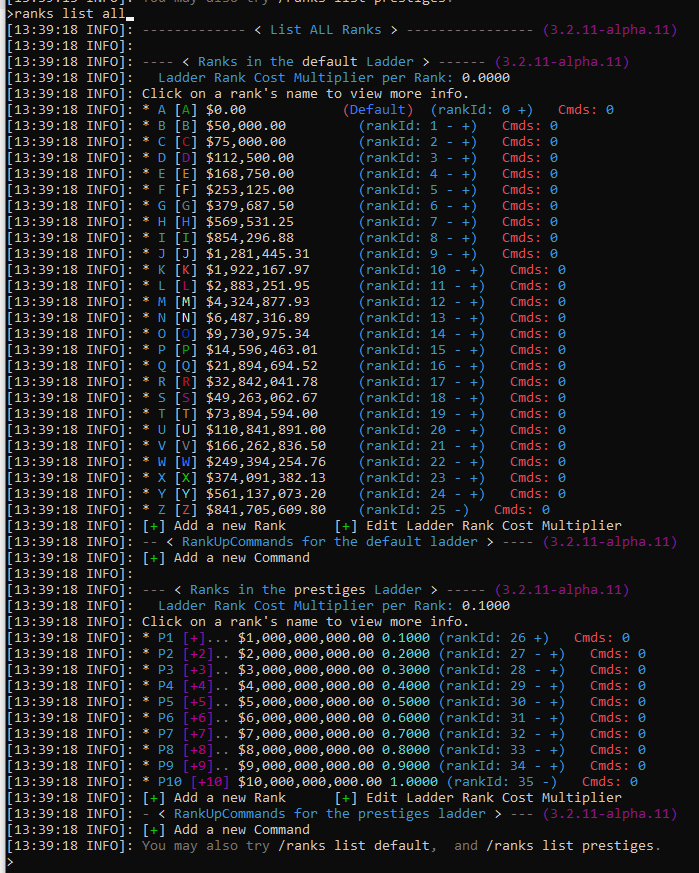 [13:39:13 INFO]: You may also try /ranks list prestiges.
>ranks list all
[13:39:18 INFO]: ------------- < List ALL Ranks > ---------------- (3.2.11-alpha.11)
[13:39:18 INFO]:
[13:39:18 INFO]: ---- < Ranks in the default Ladder > ------ (3.2.11-alpha.11)
[13:39:18 INFO]:   Ladder Rank Cost Multiplier per Rank: 0.0000
[13:39:18 INFO]: Click on a rank's name to view more info.
[13:39:18 INFO]: * A [A] $0.00 (Default) (rankId: 0 +) Cmds: 0
[13:39:18 INFO]: * B [B] $50,000.00 (rankId: 1 - +) Cmds: 0
[13:39:18 INFO]: * C [C] $75,000.00 (rankId: 2 - +) Cmds: 0
[13:39:18 INFO]: * D [D] $112,500.00 (rankId: 3 - +) Cmds: 0
[13:39:18 INFO]: * E [E] $168,750.00 (rankId: 4 - +) Cmds: 0
[13:39:18 INFO]: * F [F] $253,125.00 (rankId: 5 - +) Cmds: 0
[13:39:18 INFO]: * G [G] $379,687.50 (rankId: 6 - +) Cmds: 0
[13:39:18 INFO]: * H [H] $569,531.25 (rankId: 7 - +) Cmds: 0
[13:39:18 INFO]: * I [I] $854,296.88 (rankId: 8 - +) Cmds: 0
[13:39:18 INFO]: * J [J] $1,281,445.31 (rankId: 9 - +) Cmds: 0
[13:39:18 INFO]: * K [K] $1,922,167.97 (rankId: 10 - +) Cmds: 0
[13:39:18 INFO]: * L [L] $2,883,251.95 (rankId: 11 - +) Cmds: 0
[13:39:18 INFO]: * M [M] $4,324,877.93 (rankId: 12 - +) Cmds: 0
[13:39:18 INFO]: * N [N] $6,487,316.89 (rankId: 13 - +) Cmds: 0
[13:39:18 INFO]: * O [O] $9,730,975.34 (rankId: 14 - +) Cmds: 0
[13:39:18 INFO]: * P [P] $14,596,463.01 (rankId: 15 - +) Cmds: 0
[13:39:18 INFO]: * Q [Q] $21,894,694.52 (rankId: 16 - +) Cmds: 0
[13:39:18 INFO]: * R [R] $32,842,041.78 (rankId: 17 - +) Cmds: 0
[13:39:18 INFO]: * S [S] $49,263,062.67 (rankId: 18 - +) Cmds: 0
[13:39:18 INFO]: * T [T] $73,894,594.00 (rankId: 19 - +) Cmds: 0
[13:39:18 INFO]: * U [U] $110,841,891.00 (rankId: 20 - +) Cmds: 0
[13:39:18 INFO]: * V [V] $166,262,836.50 (rankId: 21 - +) Cmds: 0
[13:39:18 INFO]: * W [W] $249,394,254.76 (rankId: 22 - +) Cmds: 0
[13:39:18 INFO]: * X [X] $374,091,382.13 (rankId: 23 - +) Cmds: 0
[13:39:18 INFO]: * Y [Y] $561,137,073.20 (rankId: 24 - +) Cmds: 0
[13:39:18 INFO]: * Z [Z] $841,705,609.80 (rankId: 25 -) Cmds: 0
[13:39:18 INFO]: [+] Add a new Rank [+] Edit Ladder Rank Cost Multiplier
[13:39:18 INFO]: -- < RankUpCommands for the default ladder > ---- (3.2.11-alpha.11)
[13:39:18 INFO]: [+] Add a new Command
[13:39:18 INFO]:
[13:39:18 INFO]: --- < Ranks in the prestiges Ladder > ----- (3.2.11-alpha.11)
[13:39:18 INFO]:   Ladder Rank Cost Multiplier per Rank: 0.1000
[13:39:18 INFO]: Click on a rank's name to view more info.
[13:39:18 INFO]: * P1 [+]... $1,000,000,000.00 0.1000 (rankId: 26 +) Cmds: 0
[13:39:18 INFO]: * P2 [+2].. $2,000,000,000.00 0.2000 (rankId: 27 - +) Cmds: 0
[13:39:18 INFO]: * P3 [+3].. $3,000,000,000.00 0.3000 (rankId: 28 - +) Cmds: 0
[13:39:18 INFO]: * P4 [+4].. $4,000,000,000.00 0.4000 (rankId: 29 - +) Cmds: 0
[13:39:18 INFO]: * P5 [+5].. $5,000,000,000.00 0.5000 (rankId: 30 - +) Cmds: 0
[13:39:18 INFO]: * P6 [+6].. $6,000,000,000.00 0.6000 (rankId: 31 - +) Cmds: 0
[13:39:18 INFO]: * P7 [+7].. $7,000,000,000.00 0.7000 (rankId: 32 - +) Cmds: 0
[13:39:18 INFO]: * P8 [+8].. $8,000,000,000.00 0.8000 (rankId: 33 - +) Cmds: 0
[13:39:18 INFO]: * P9 [+9].. $9,000,000,000.00 0.9000 (rankId: 34 - +) Cmds: 0
[13:39:18 INFO]: * P10 [+10] $10,000,000,000.00 1.0000 (rankId: 35 -) Cmds: 0
[13:39:18 INFO]: [+] Add a new Rank [+] Edit Ladder Rank Cost Multiplier
[13:39:18 INFO]: - < RankUpCommands for the prestiges ladder > --- (3.2.11-alpha.11)
[13:39:18 INFO]: [+] Add a new Command
[13:39:18 INFO]: You may also try /ranks list default,  and /ranks list prestiges.
>